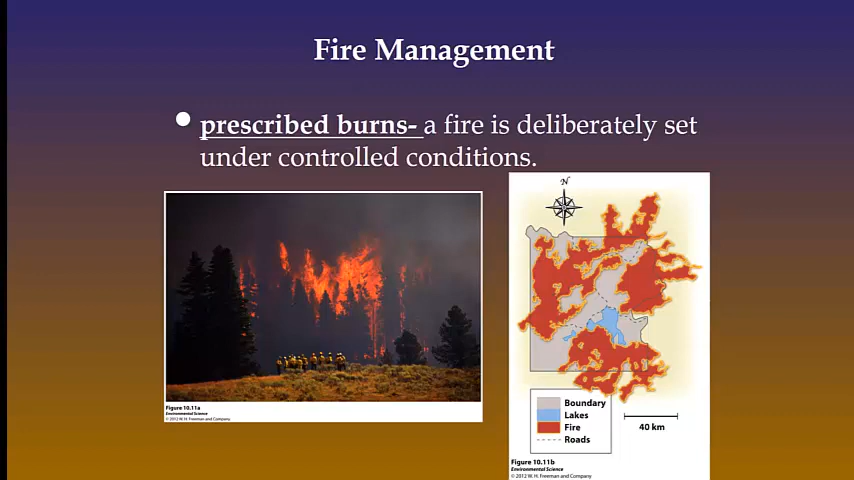 Fire Management
• prescribed burns- a fire is deliberately set
under controlled conditions.
N
Figure 10.11a
Environmental Science
© 2012 W. H. Freeman and Company
Boundary
Lakes
Fire
Roads
40 km
Figure 10.11b
Environmental Science
© 2012 W. H. Freeman and Company